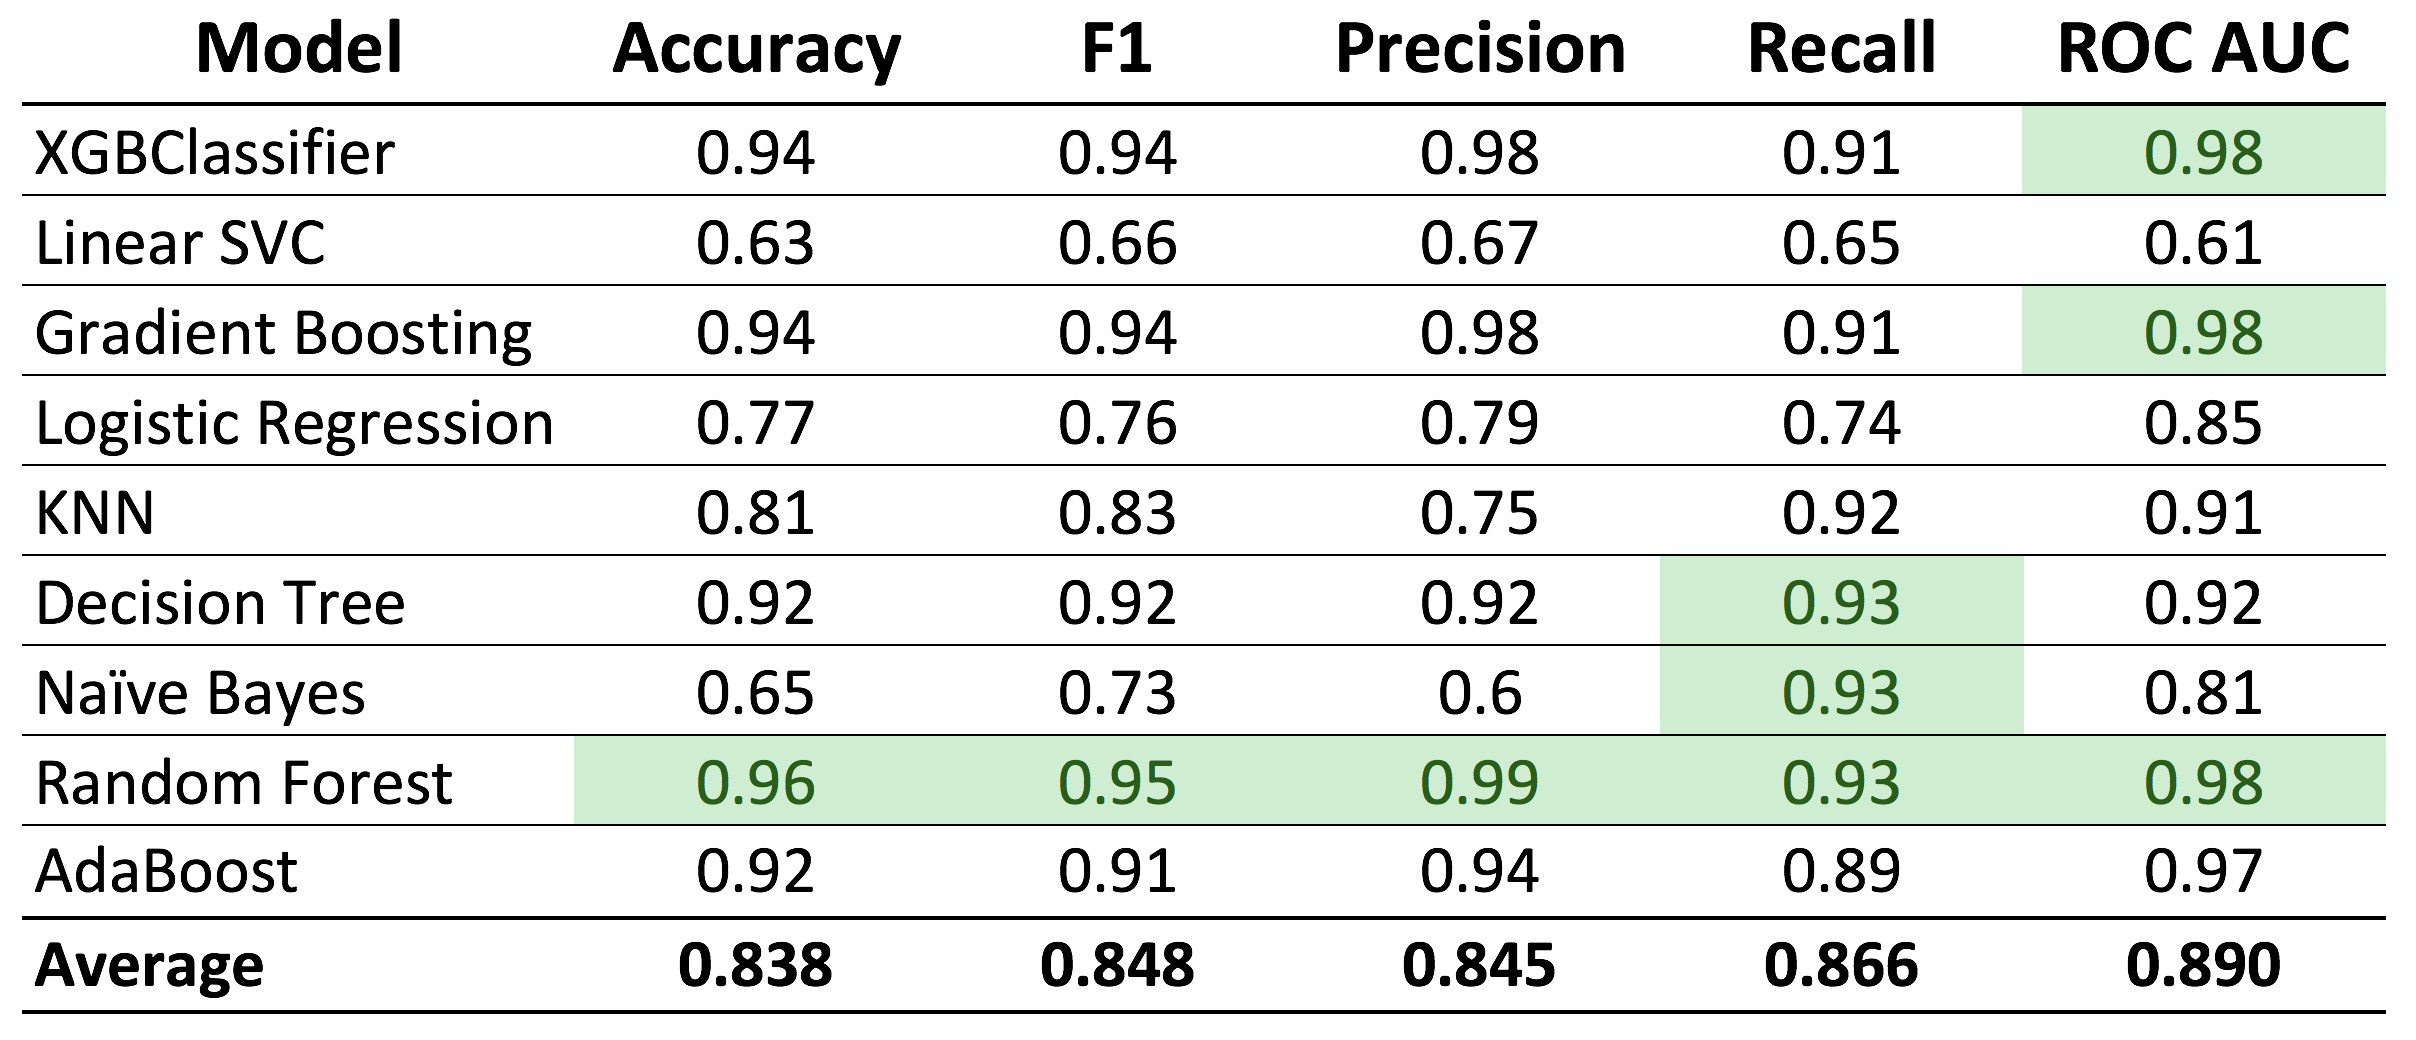 Model Accuracy F1 Precision Recall ROC AUC
XGBClassifier 0.94 0.94 0.98 0.91 0.98
Linear SVC 0.63 0.66 0.67 0.65 0.61
Gradient Boosting 0.94 0.94 0.98 0.91 0.98
Logistic Regression 0.77 0.76 0.79 0.74 0.85
KNN 0.81 0.83 0.75 0.92 0.91
Decision Tree 0.92 0.92 0.92 0.93 0.92
Naïve Bayes 0.65 0.73 0.6 0.93 0.81
Random Forest 0.96 0.95 0.99 0.93 0.98
AdaBoost 0.92 0.91 0.94 0.89 0.97
Average 0.838 0.848 0.845 0.866 0.890